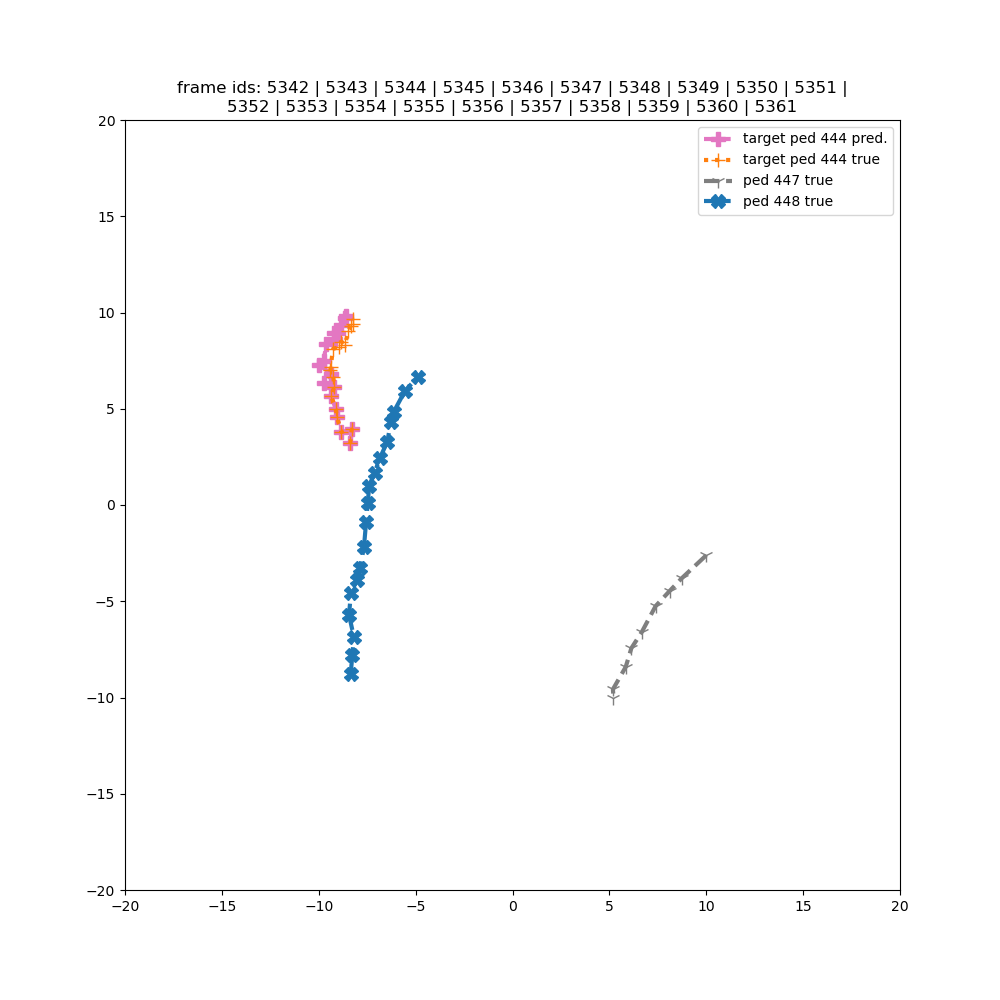 frame ids: 5342 | 5343 | 5344 | 5345 | 5346 | 5347 | 5348 | 5349 | 5350 | 5351 |
5352 | 5353 | 5354 | 5355 | 5356 | 5357 | 5358 | 5359 | 5360 | 5361
target ped 444 pred.
target ped 444 true
ped 447 true
ped 448 true
20
15
10
5
0
−5
−10
−15
−20
−20 −15 −10 −5 0 5 10 15 20